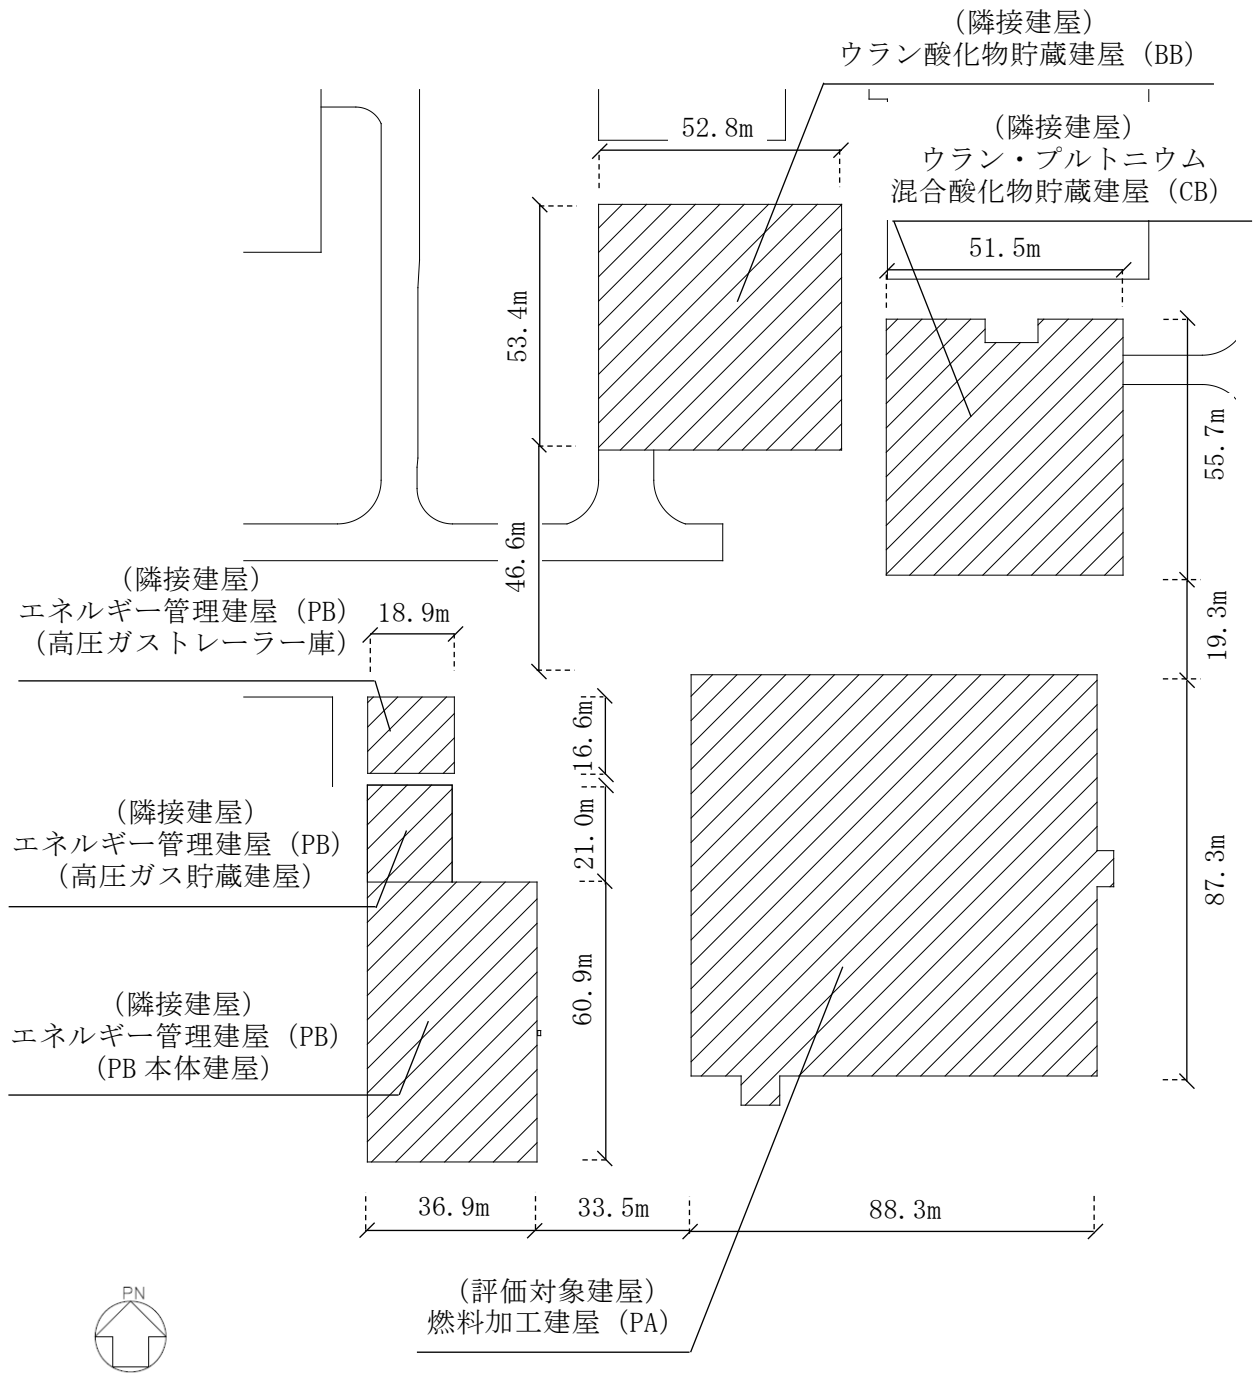 (隣接建屋)
ウラン酸化物貯蔵建屋 (BB)
52.8m
(隣接建屋)
ウラン・プルトニウム
混合酸化物貯蔵建屋 (CB)
51.5m
53.4m
55.7m
46.6m
19.3m
(隣接建屋)
エネルギー管理建屋 (PB)
(高圧ガストレーラー庫)
18.9m
16.6m
(隣接建屋)
エネルギー管理建屋 (PB)
(高圧ガス貯蔵建屋)
21.0m
87.3m
(隣接建屋)
エネルギー管理建屋 (PB)
(PB 本体建屋)
60.9m
36.9m
33.5m
88.3m
(評価対象建屋)
燃料加工建屋 (PA)
PN